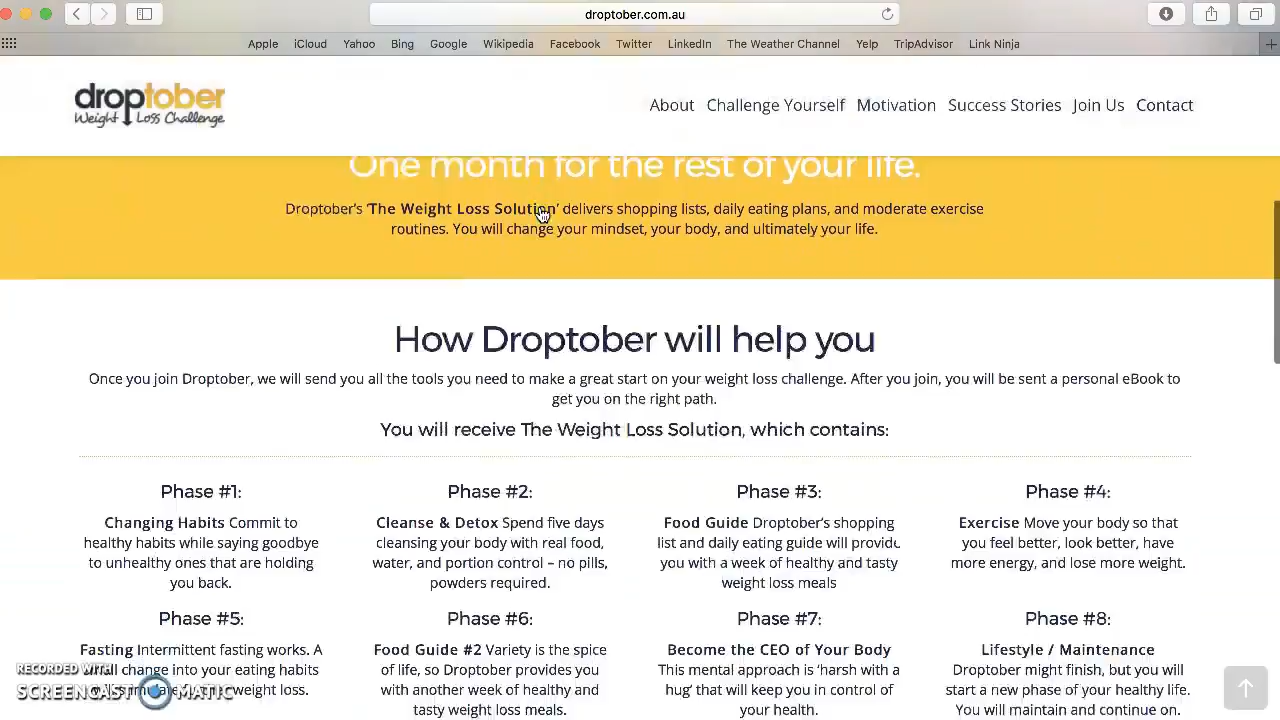 droptober.com.au
Apple iCloud Yahoo Bing Google Wikipedia Facebook Twitter LinkedIn The Weather Channel Yelp TripAdvisor Link Ninja
droptober
Weight Loss Challenge
About Challenge Yourself Motivation Success Stories Join Us Contact
One month for the rest of your life.
Droptober's 'The Weight Loss Solution' delivers shopping lists, daily eating plans, and moderate exercise
routines. You will change your mindset, your body, and ultimately your life.
How Droptober will help you
Once you join Droptober, we will send you all the tools you need to make a great start on your weight loss challenge. After you join, you will be sent a personal eBook to
get you on the right path.
You will receive The Weight Loss Solution, which contains:
Phase #1:
Changing Habits Commit to
healthy habits while saying goodbye
to unhealthy ones that are holding
you back.
Phase #2:
Cleanse & Detox Spend five days
cleansing your body with real food,
water, and portion control – no pills,
powders required.
Phase #3:
Food Guide Droptober's shopping
list and daily eating guide will provide
you with a week of healthy and tasty
weight loss meals
Phase #4:
Exercise Move your body so that
you feel better, look better, have
more energy, and lose more weight.
Phase #5:
Fasting Intermittent fasting works. A
small change into your eating habits
weight loss.
Phase #6:
Food Guide #2 Variety is the spice
of life, so Droptober provides you
with another week of healthy and
tasty weight loss meals.
Phase #7:
Become the CEO of Your Body
This mental approach is 'harsh with a
hug' that will keep you in control of
your health.
Phase #8:
Lifestyle / Maintenance
Droptober might finish, but you will
start a new phase of your healthy life.
You will maintain and continue on.
RECORDED WITH
SCREENCAST MATIC